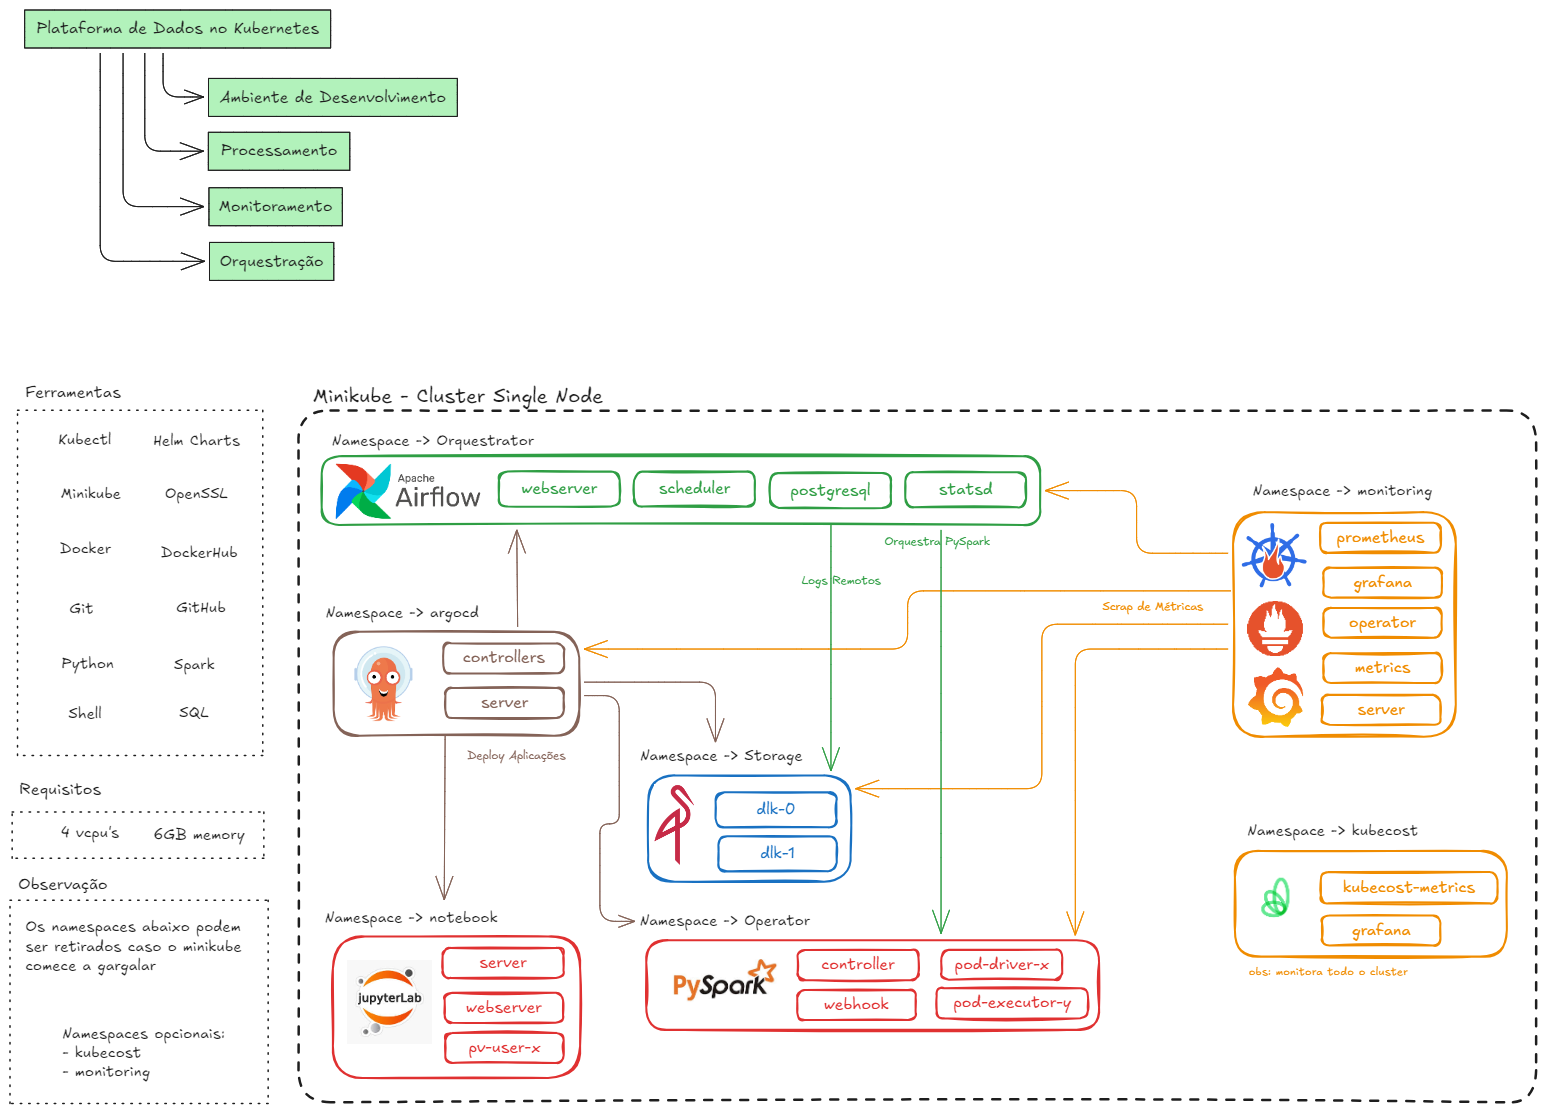 Plataforma de Dados no Kubernetes
Ambiente de Desenvolvimento
Processamento
Monitoramento
Orquestração
Ferramentas
Kubectl
Helm Charts
Minikube
OpenSSL
Docker
DockerHub
Git
GitHub
Python
Spark
Shell
SQL
Requisitos
4 vcpu's
6GB memory
Observação
Os namespaces abaixo podem
ser retirados caso o minikube
comece a gargalar
Namespaces opcionais:
- kubecost
- monitoring
Minikube - Cluster Single Node
Namespace -> Orquestrator
Apache
Airflow
webserver
scheduler
postgresql
statsd
Orquestra PySpark
Logs Remotos
Namespace -> monitoring
prometheus
grafana
operator
metrics
server
Scrap de Métricas
Namespace -> argocd
controllers
server
Deploy Aplicações
Namespace -> Storage
dlk-0
dlk-1
Namespace -> kubecost
kubecost-metrics
grafana
obs: monitora todo o cluster
Namespace -> notebook
jupyterLab
server
webserver
pv-user-x
Namespace -> Operator
PySpark
controller
pod-driver-x
webhook
pod-executor-y